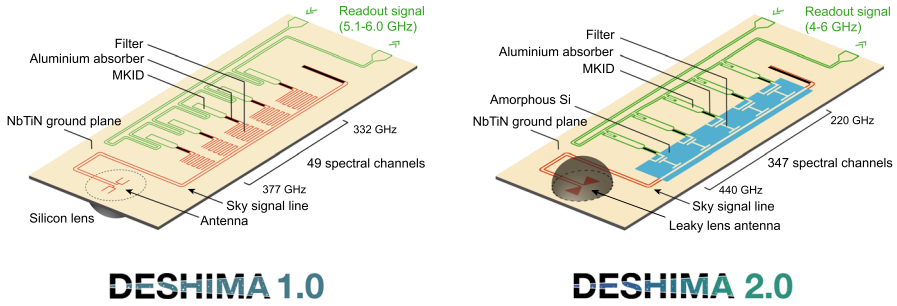 Readout signal
(5.1-6.0 GHz)
Filter
Aluminium absorber
MKID
NbTiN ground plane
332 GHz
49 spectral channels
377 GHz
Sky signal line
Antenna
Silicon lens
DESHIMA 1.0
Readout signal
(4-6 GHz)
Filter
Aluminium absorber
MKID
Amorphous Si
NbTiN ground plane
220 GHz
347 spectral channels
440 GHz
Sky signal line
Leaky lens antenna
DESHIMA 2.0